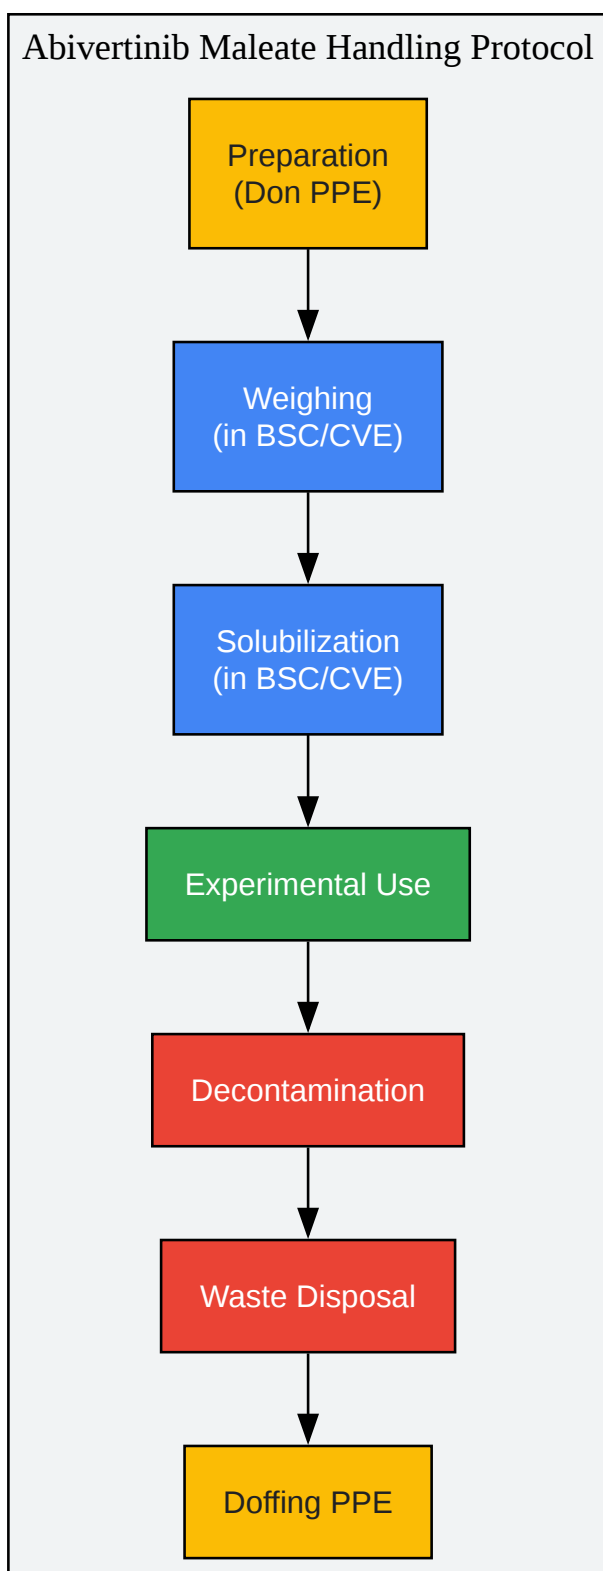 Abivertinib Maleate Handling Protocol
Preparation
(Don PPE)
Weighing
(in BSC/CVE)
Solubilization
(in BSC/CVE)
Experimental Use
Decontamination
Waste Disposal
Doffing PPE